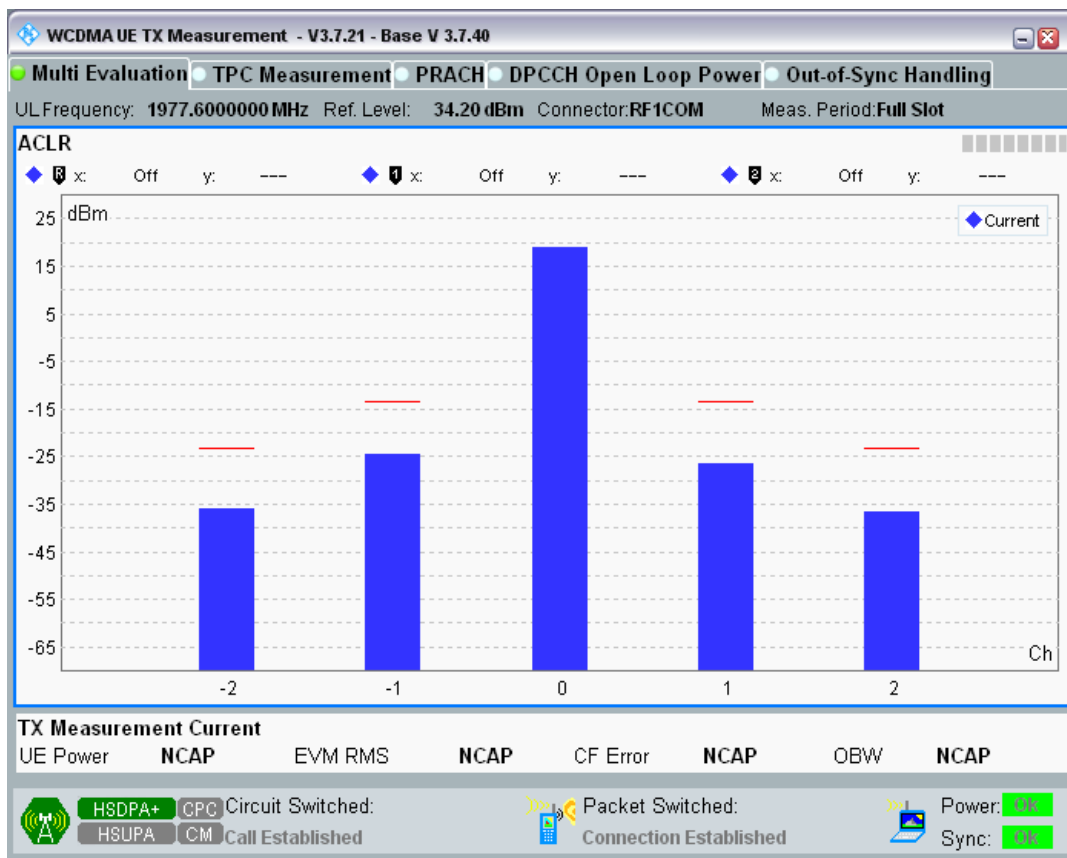 WCDMA UE TX Measurement - V3.7.21 - Base V 3.7.40
Multi Evaluation TPC Measurement PRACH DPCCH Open Loop Power Out-of-Sync Handling
UL Frequency: 1977.6000000 MHz Ref. Level: 34.20 dBm Connector:RF1COM Meas. Period:Full Slot
ACLR
R x: Off y: --- 1 x: Off y: --- 2 x: Off y: ---
dBm
Current
25
15
5
-5
-15
-25
-35
-45
-55
-65
Ch
-2 -1 0 1 2
TX Measurement Current
UE Power NCAP EVM RMS NCAP CF Error NCAP OBW NCAP
HSDPA+ CPC Circuit Switched: Packet Switched: Power: OK
HSUPA CM Call Established Connection Established Sync: OK